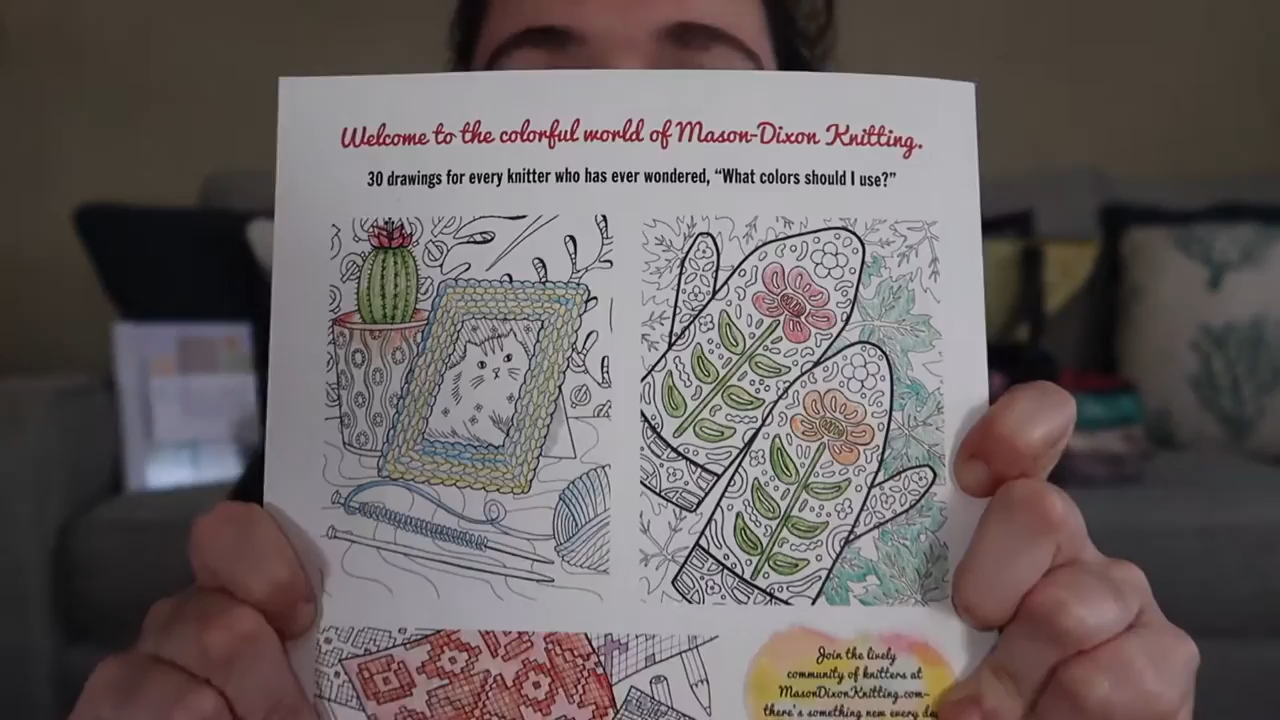 Welcome to the colorful world of Mason-Dixon Knitting.
30 drawings for every knitter who has ever wondered, “What colors should I use?”
Join the lively
community of knitters at
MasonDixonKnitting.com—
there's something new every day